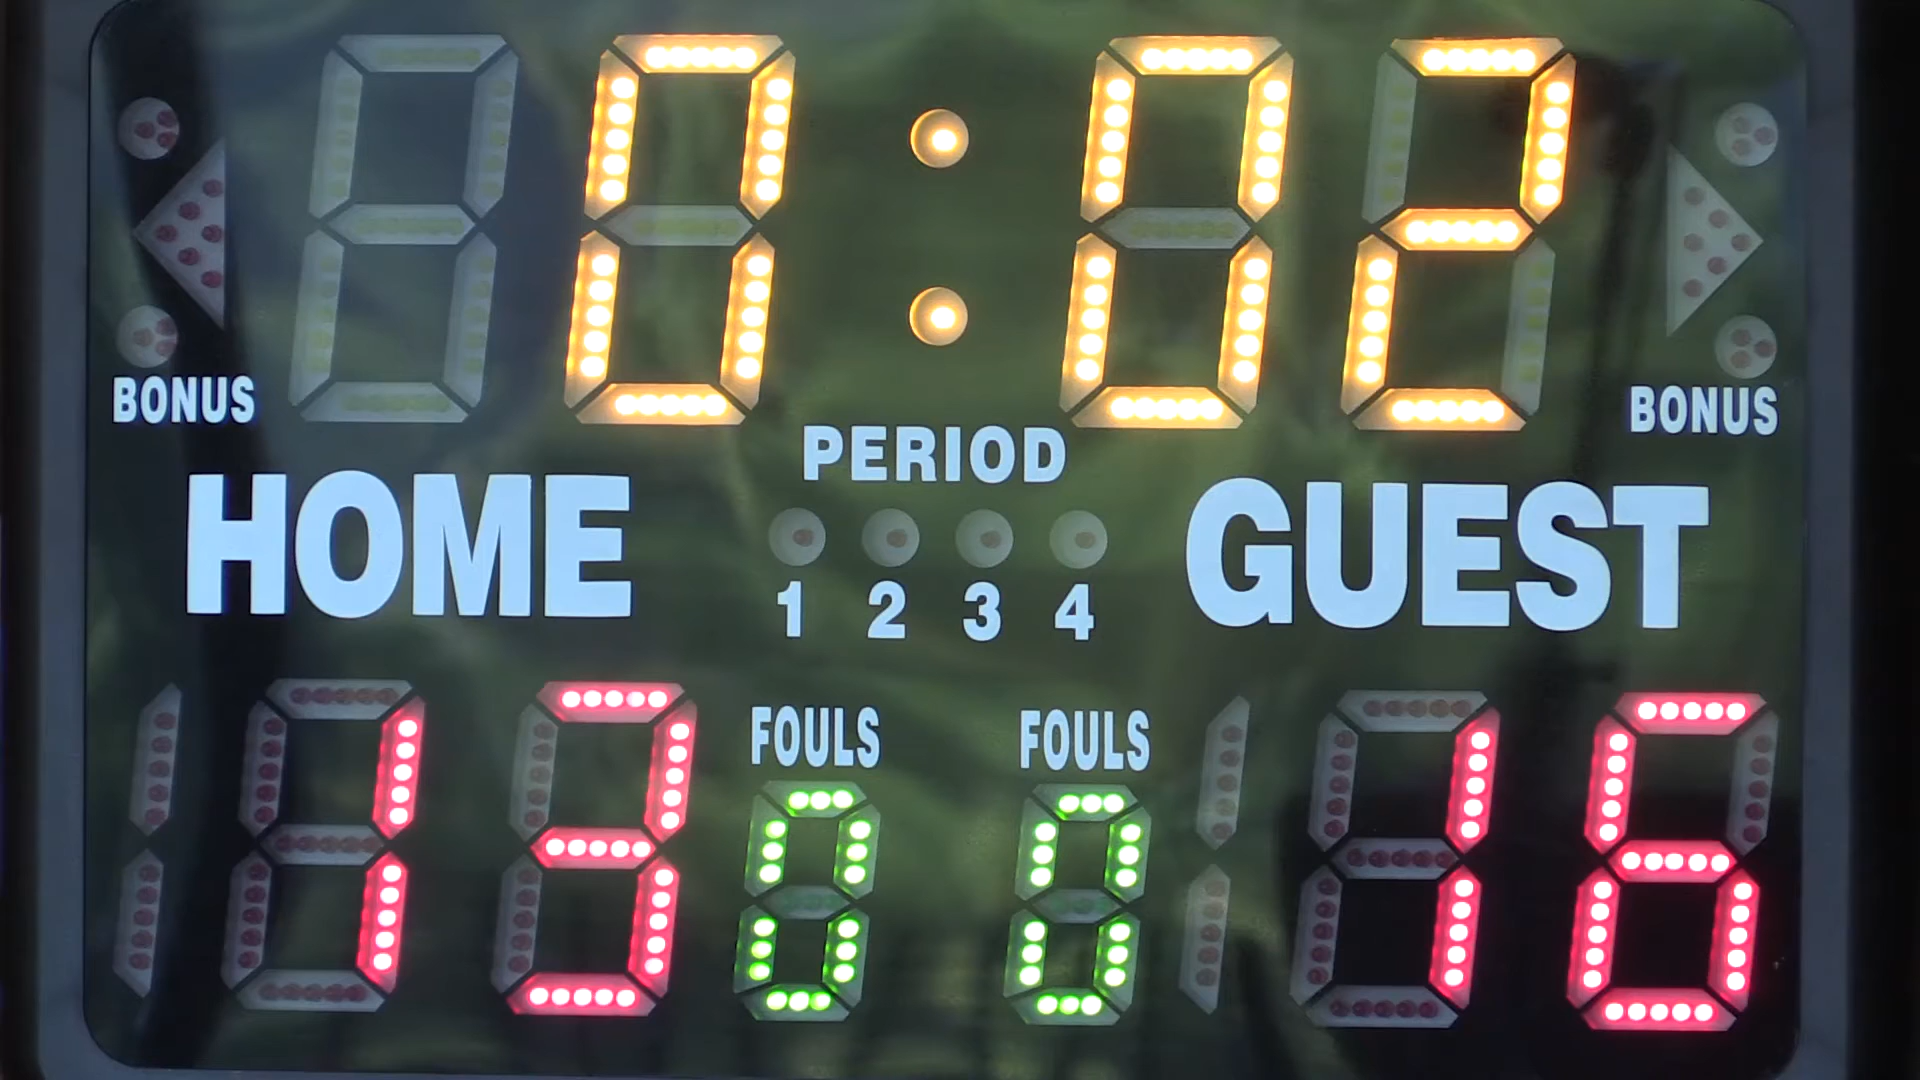 0:02
BONUS BONUS
PERIOD
HOME GUEST
1 2 3 4
FOULS FOULS
13 0 0 16